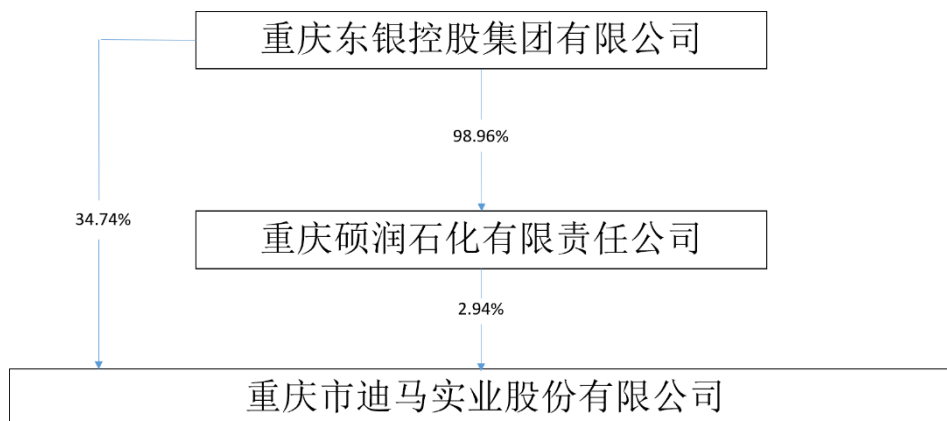 重庆东银控股集团有限公司
98.96%
34.74%
重庆硕润石化有限责任公司
2.94%
重庆市迪马实业股份有限公司